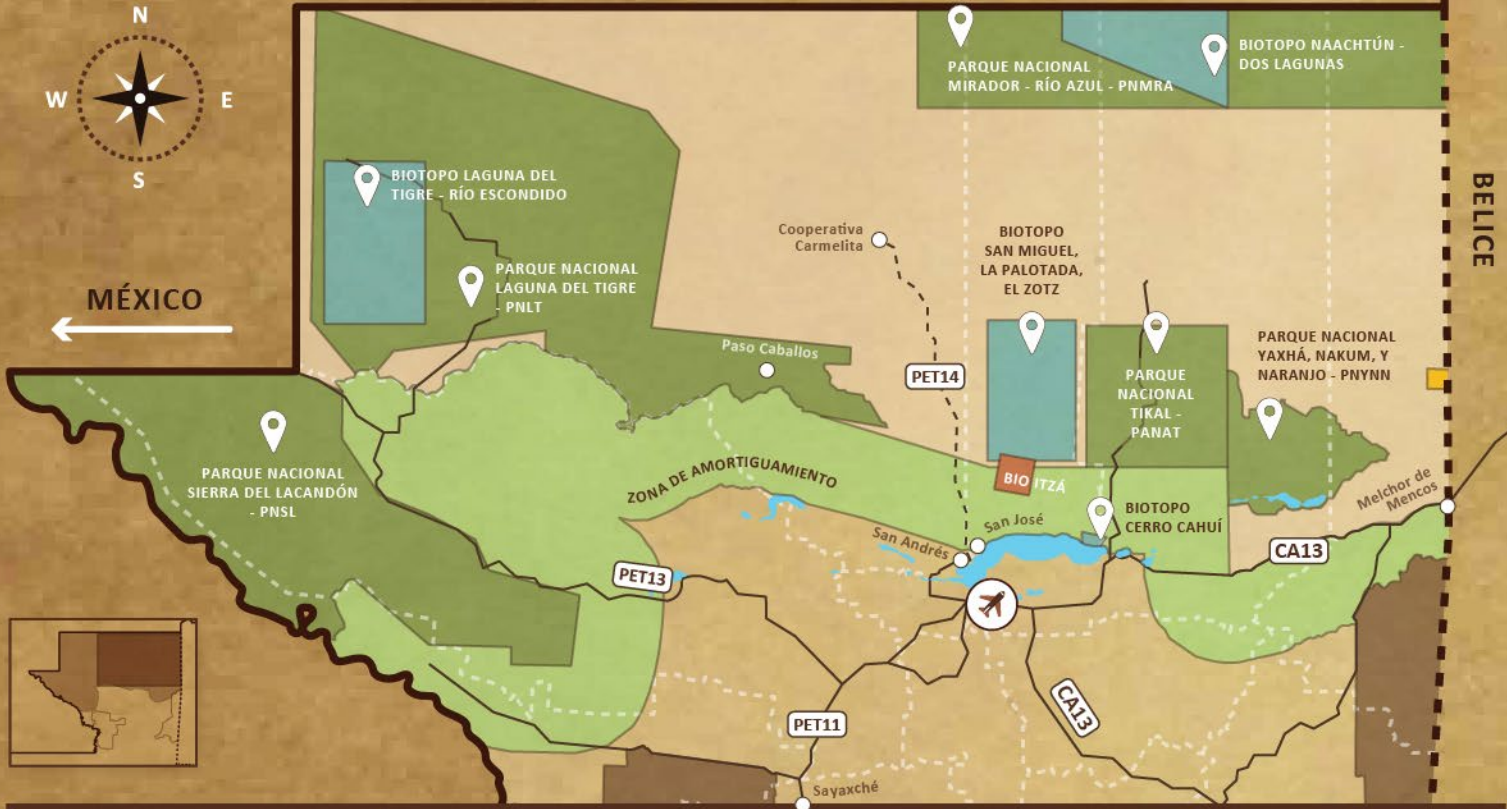 N
W
E
S
MÉXICO
BELICE
BIOTOPO LAGUNA DEL
TIGRE - RÍO ESCONDIDO
PARQUE NACIONAL
LAGUNA DEL TIGRE
- PNLT
PARQUE NACIONAL
MIRADOR - RÍO AZUL - PNMRA
BIOTOPO NAACHTÚN -
DOS LAGUNAS
Cooperativa
Carmelita
BIOTOPO
SAN MIGUEL,
LA PALOTADA,
EL ZOTZ
PARQUE NACIONAL
YAXHÁ, NAKUM, Y
NARANJO - PNYNN
Paso Caballos
PET14
PARQUE
NACIONAL
TIKAL -
PANAT
PARQUE NACIONAL
SIERRA DEL LACANDÓN
- PNSL
ZONA DE AMORTIGUAMIENTO
BIO ITZÁ
Melchor de
Mencos
BIOTOPO
CERRO CAHUÍ
San José
San Andrés
CA13
PET13
CA13
PET11
Sayaxché